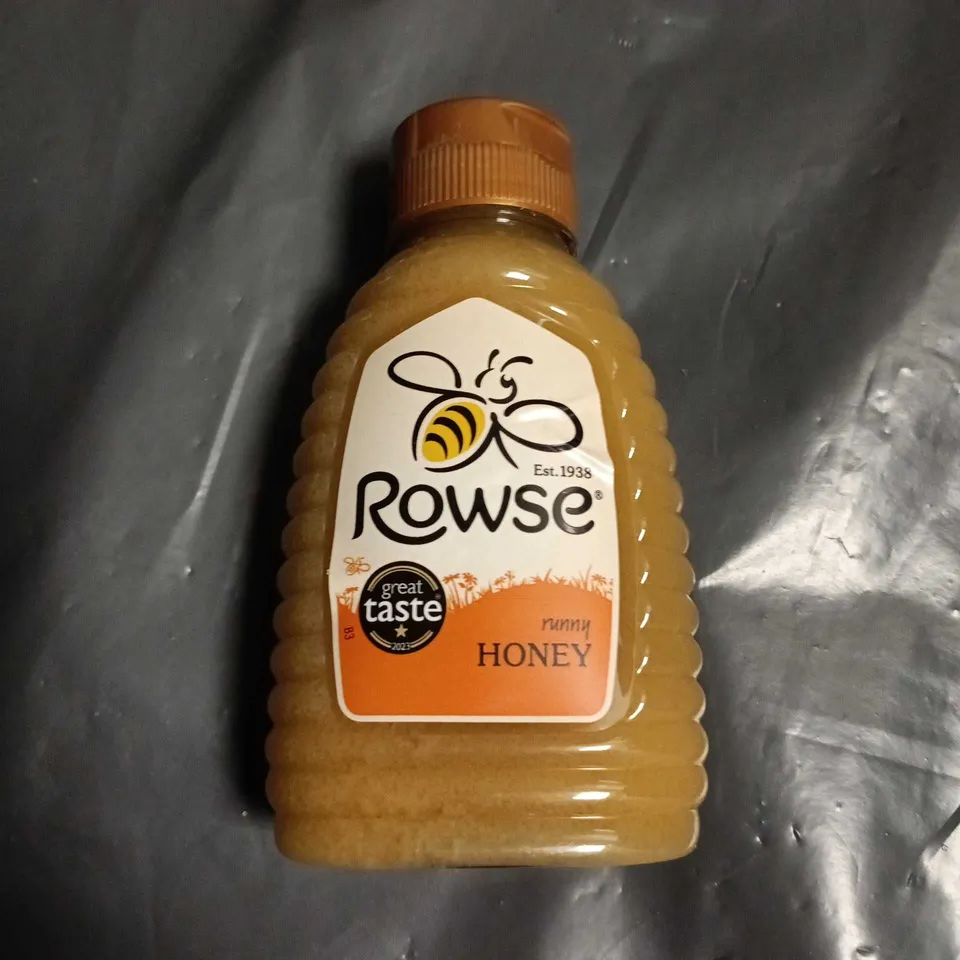 Est.1938
Rowse®
great
taste®
2023
B3
runny
HONEY